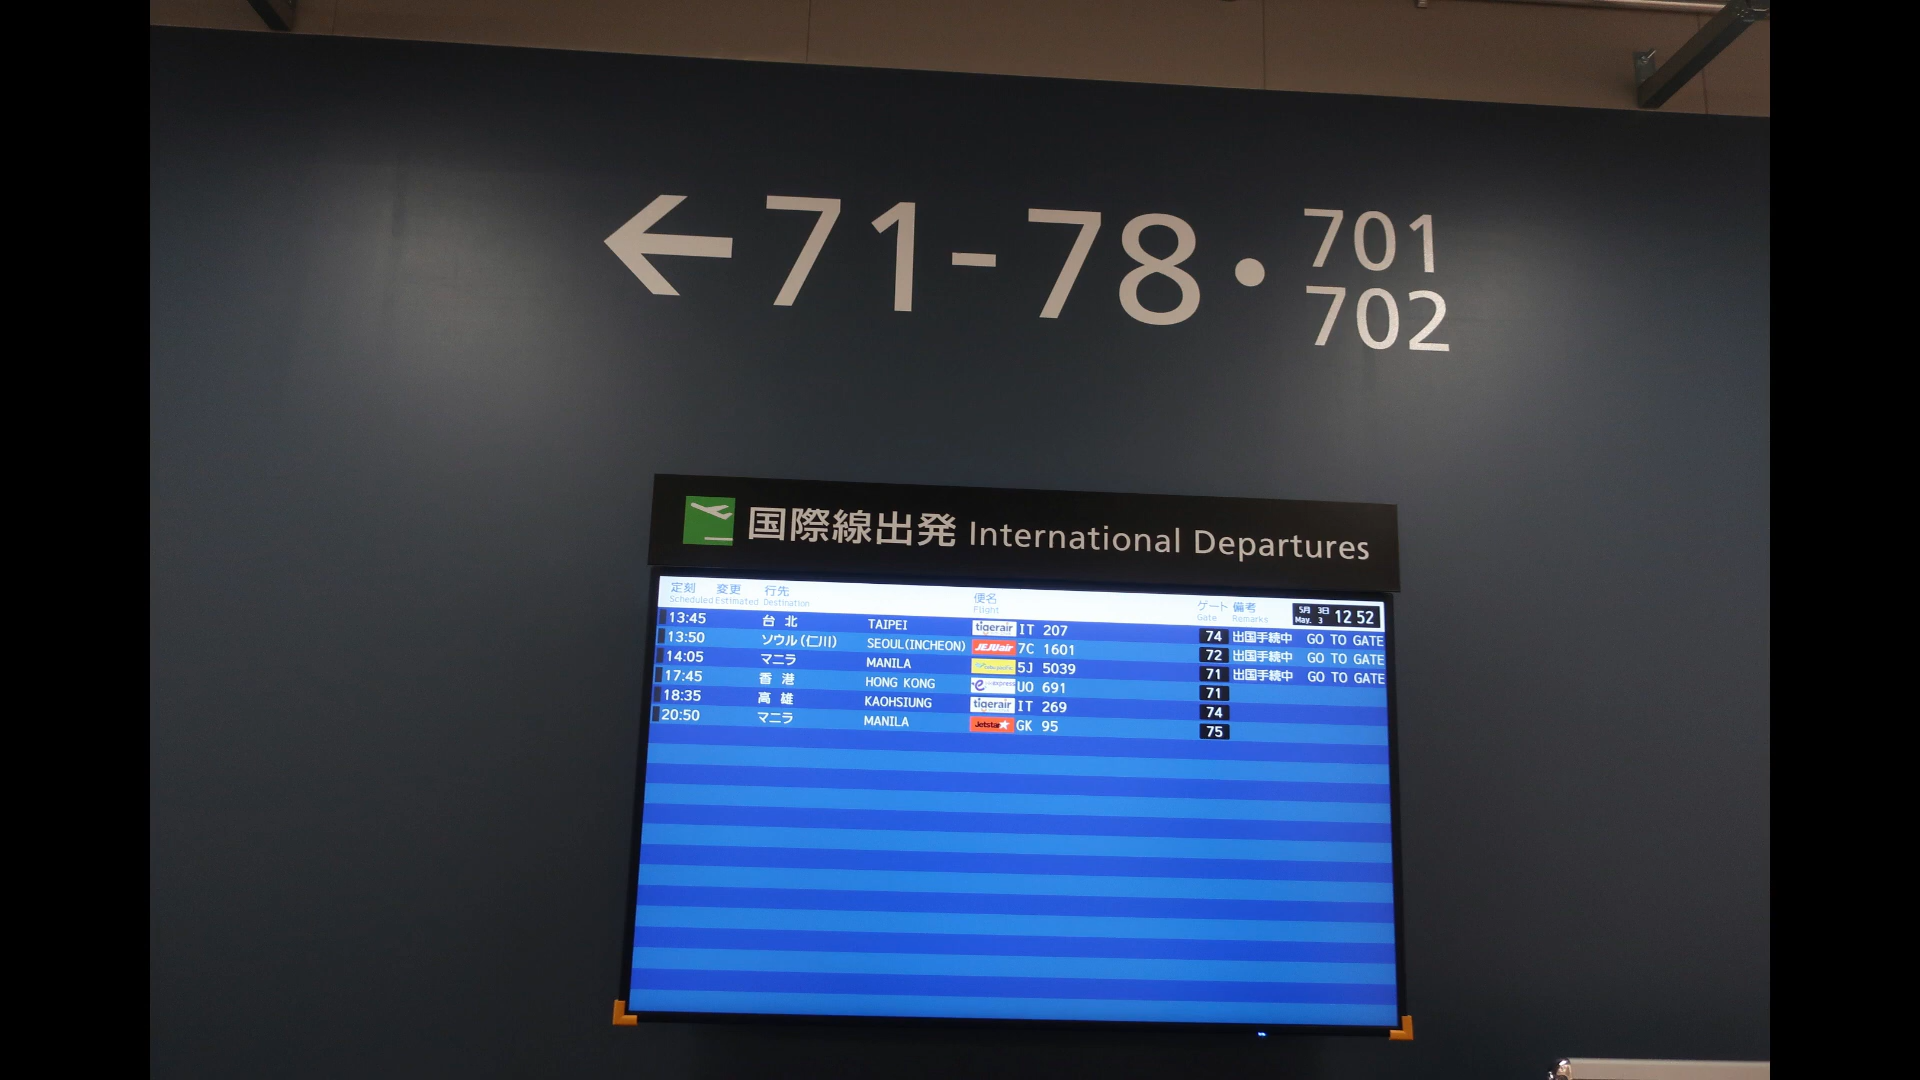 ← 71-78・701
702
国際線出発 International Departures
定刻 変更 行先 便名 ゲート 備考 5月 3日 12 52
Scheduled Estimated Destination Flight Gate Remarks May. 3
13:45 台 北 TAIPEI tigerair IT 207 74 出国手続中 GO TO GATE
13:50 ソウル(仁川) SEOUL(INCHEON) JEJUair 7C 1601 72 出国手続中 GO TO GATE
14:05 マニラ MANILA 5J 5039 71 出国手続中 GO TO GATE
17:45 香 港 HONG KONG express UO 691 71
18:35 高 雄 KAOHSIUNG tigerair IT 269 74
20:50 マニラ MANILA Jetstar GK 95 75